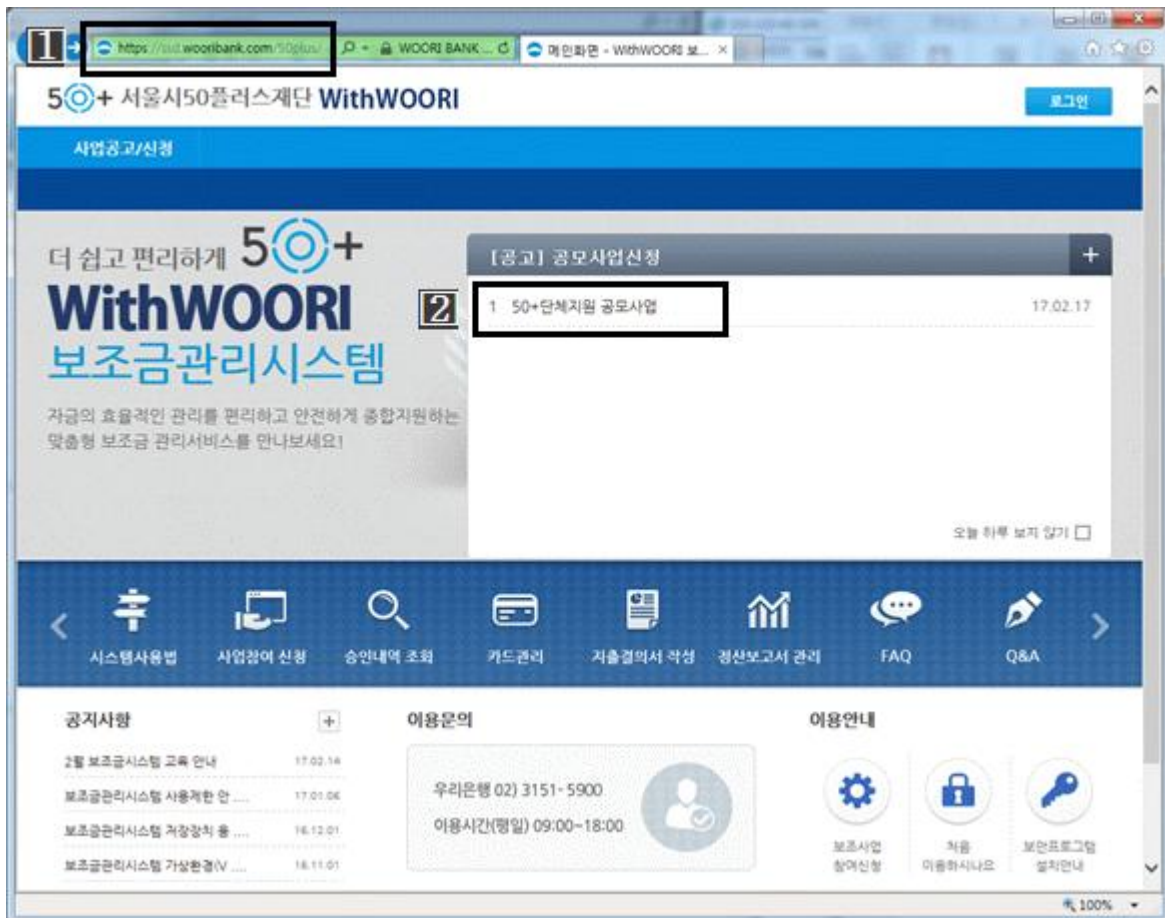 1
https://sud.wooribank.com/50plus/
WOORI BANK ...
메인화면 - WithWOORI 보...
50+ 서울시50플러스재단 WithWOORI
로그인
사업공고/신청
더 쉽고 편리하게 50+
WithWOORI
보조금관리시스템
자금의 효율적인 관리를 편리하고 안전하게 종합지원하는
맞춤형 보조금 관리서비스를 만나보세요!
[공고] 공모사업신청 +
2
1 50+단체지원 공모사업 17.02.17
오늘 하루 보지 않기
시스템사용법 사업참여 신청 승인내역 조회 카드관리 지출결의서 작성 정산보고서 관리 FAQ Q&A
공지사항 +
2월 보조금시스템 교육 안내 17.02.14
보조금관리시스템 사용제한 안 .... 17.01.06
보조금관리시스템 저장장치 용 .... 16.12.01
보조금관리시스템 가상환경(V .... 16.11.01
이용문의
우리은행 02) 3151- 5900
이용시간(평일) 09:00~18:00
이용안내
보조사업
참여신청
처음
이용하시나요
보안프로그램
설치안내
100%